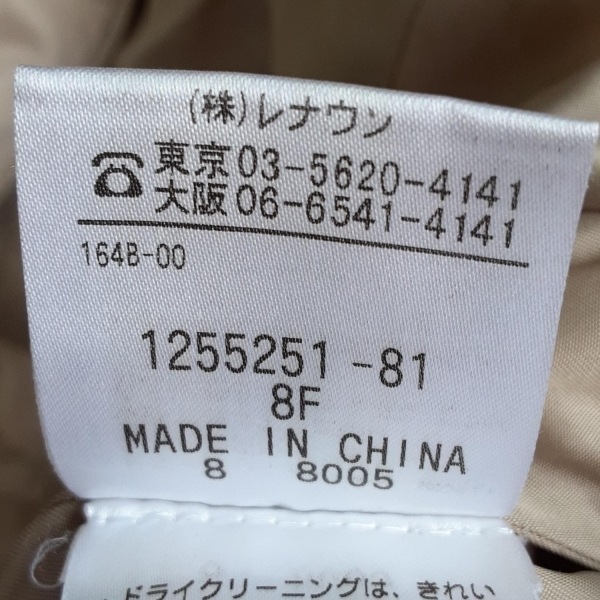 (株)レナウン
☎ 東京03-5620-4141
大阪06-6541-4141
164B-00
1255251 -81
8F
MADE IN CHINA
8 8005
ドライクリーニングは、きれい